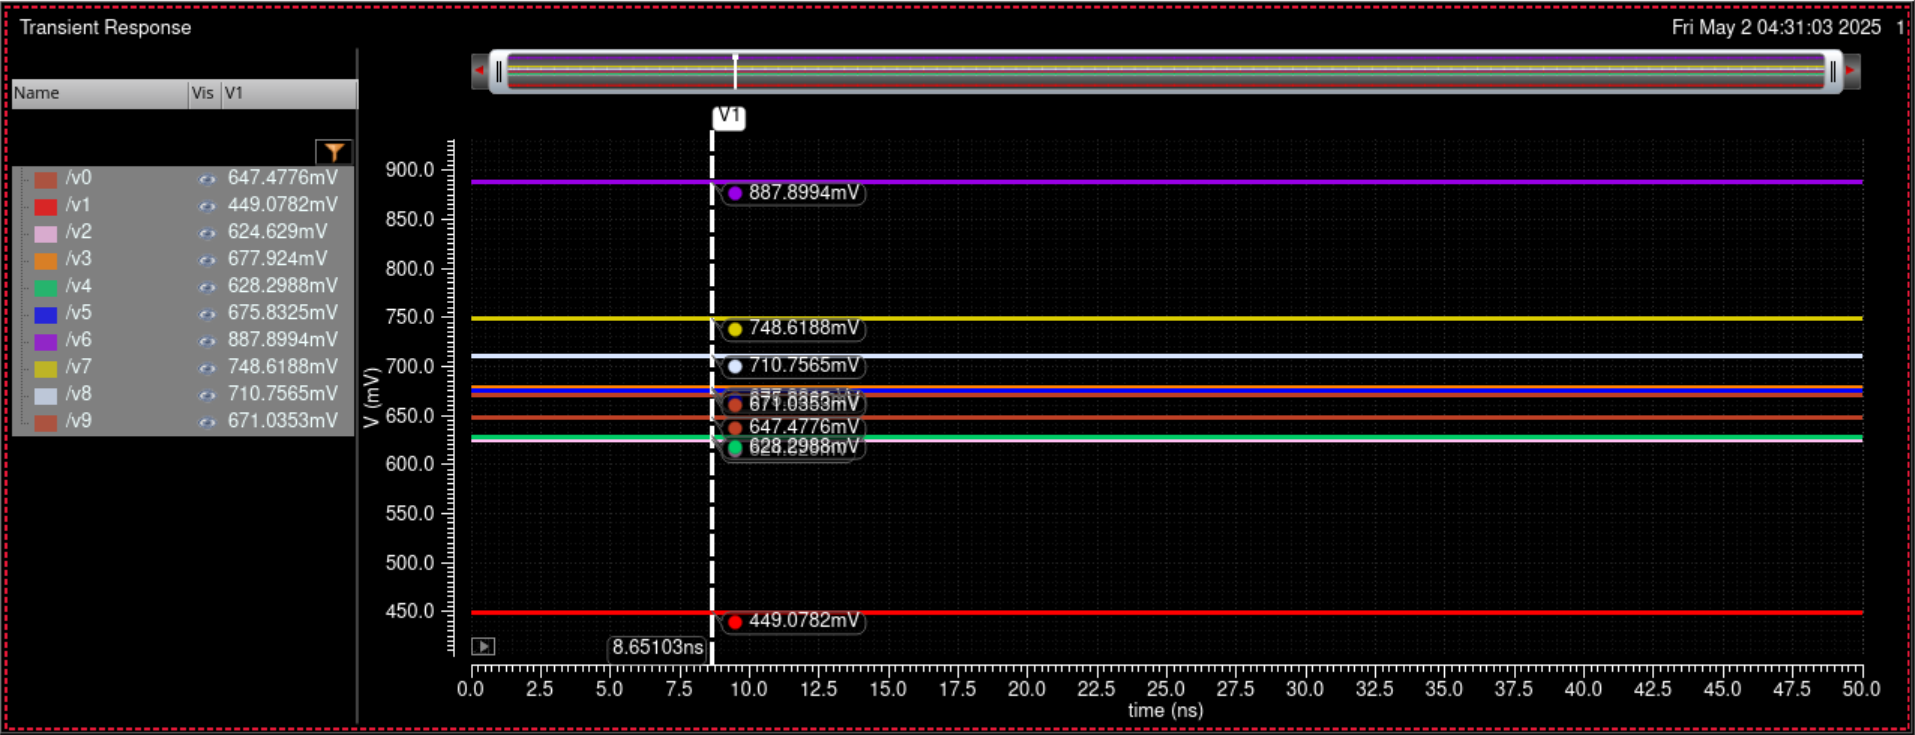 Transient Response
Fri May 2 04:31:03 2025 1
Name Vis V1
/v0 647.4776mV
/v1 449.0782mV
/v2 624.629mV
/v3 677.924mV
/v4 628.2988mV
/v5 675.8325mV
/v6 887.8994mV
/v7 748.6188mV
/v8 710.7565mV
/v9 671.0353mV
V1
900.0
850.0
800.0
750.0
700.0
650.0
600.0
550.0
500.0
450.0
V (mV)
887.8994mV
748.6188mV
710.7565mV
671.0353mV
647.4776mV
628.2988mV
449.0782mV
8.65103ns
0.0 2.5 5.0 7.5 10.0 12.5 15.0 17.5 20.0 22.5 25.0 27.5 30.0 32.5 35.0 37.5 40.0 42.5 45.0 47.5 50.0
time (ns)